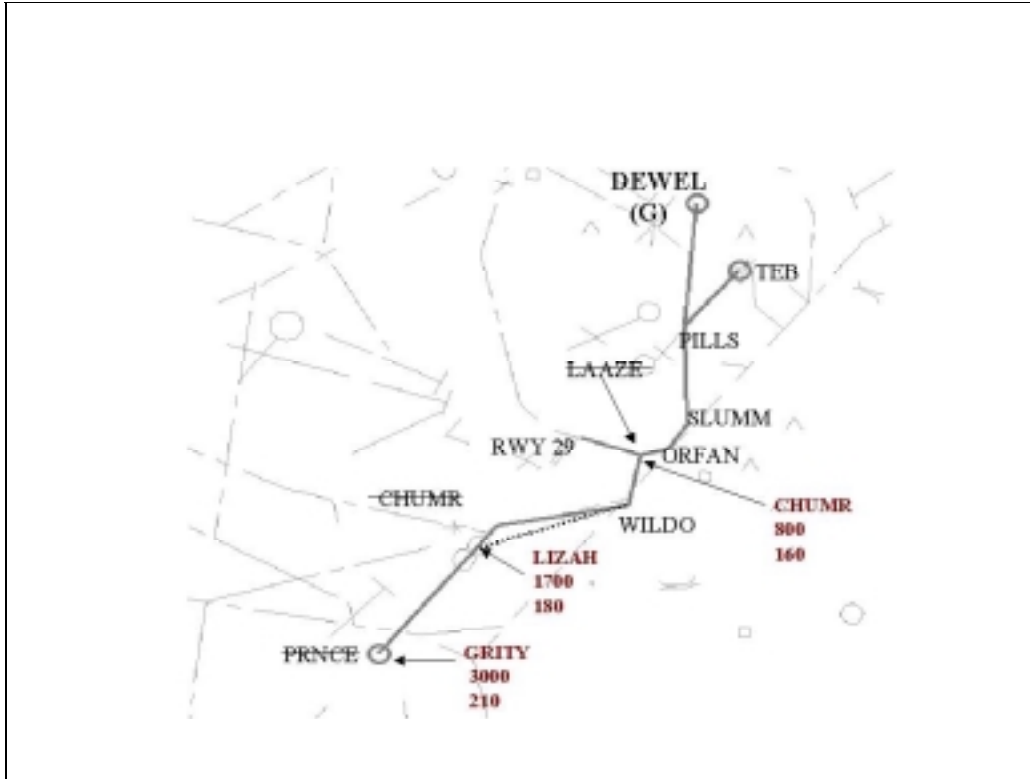 DEWEL
(G)
TEB
PILLS
LAAZE
SLUMM
RWY 29
ORFAN
CHUMR
WILDO
CHUMR
800
160
LIZAH
1700
180
PRNCE
GRITY
3000
210